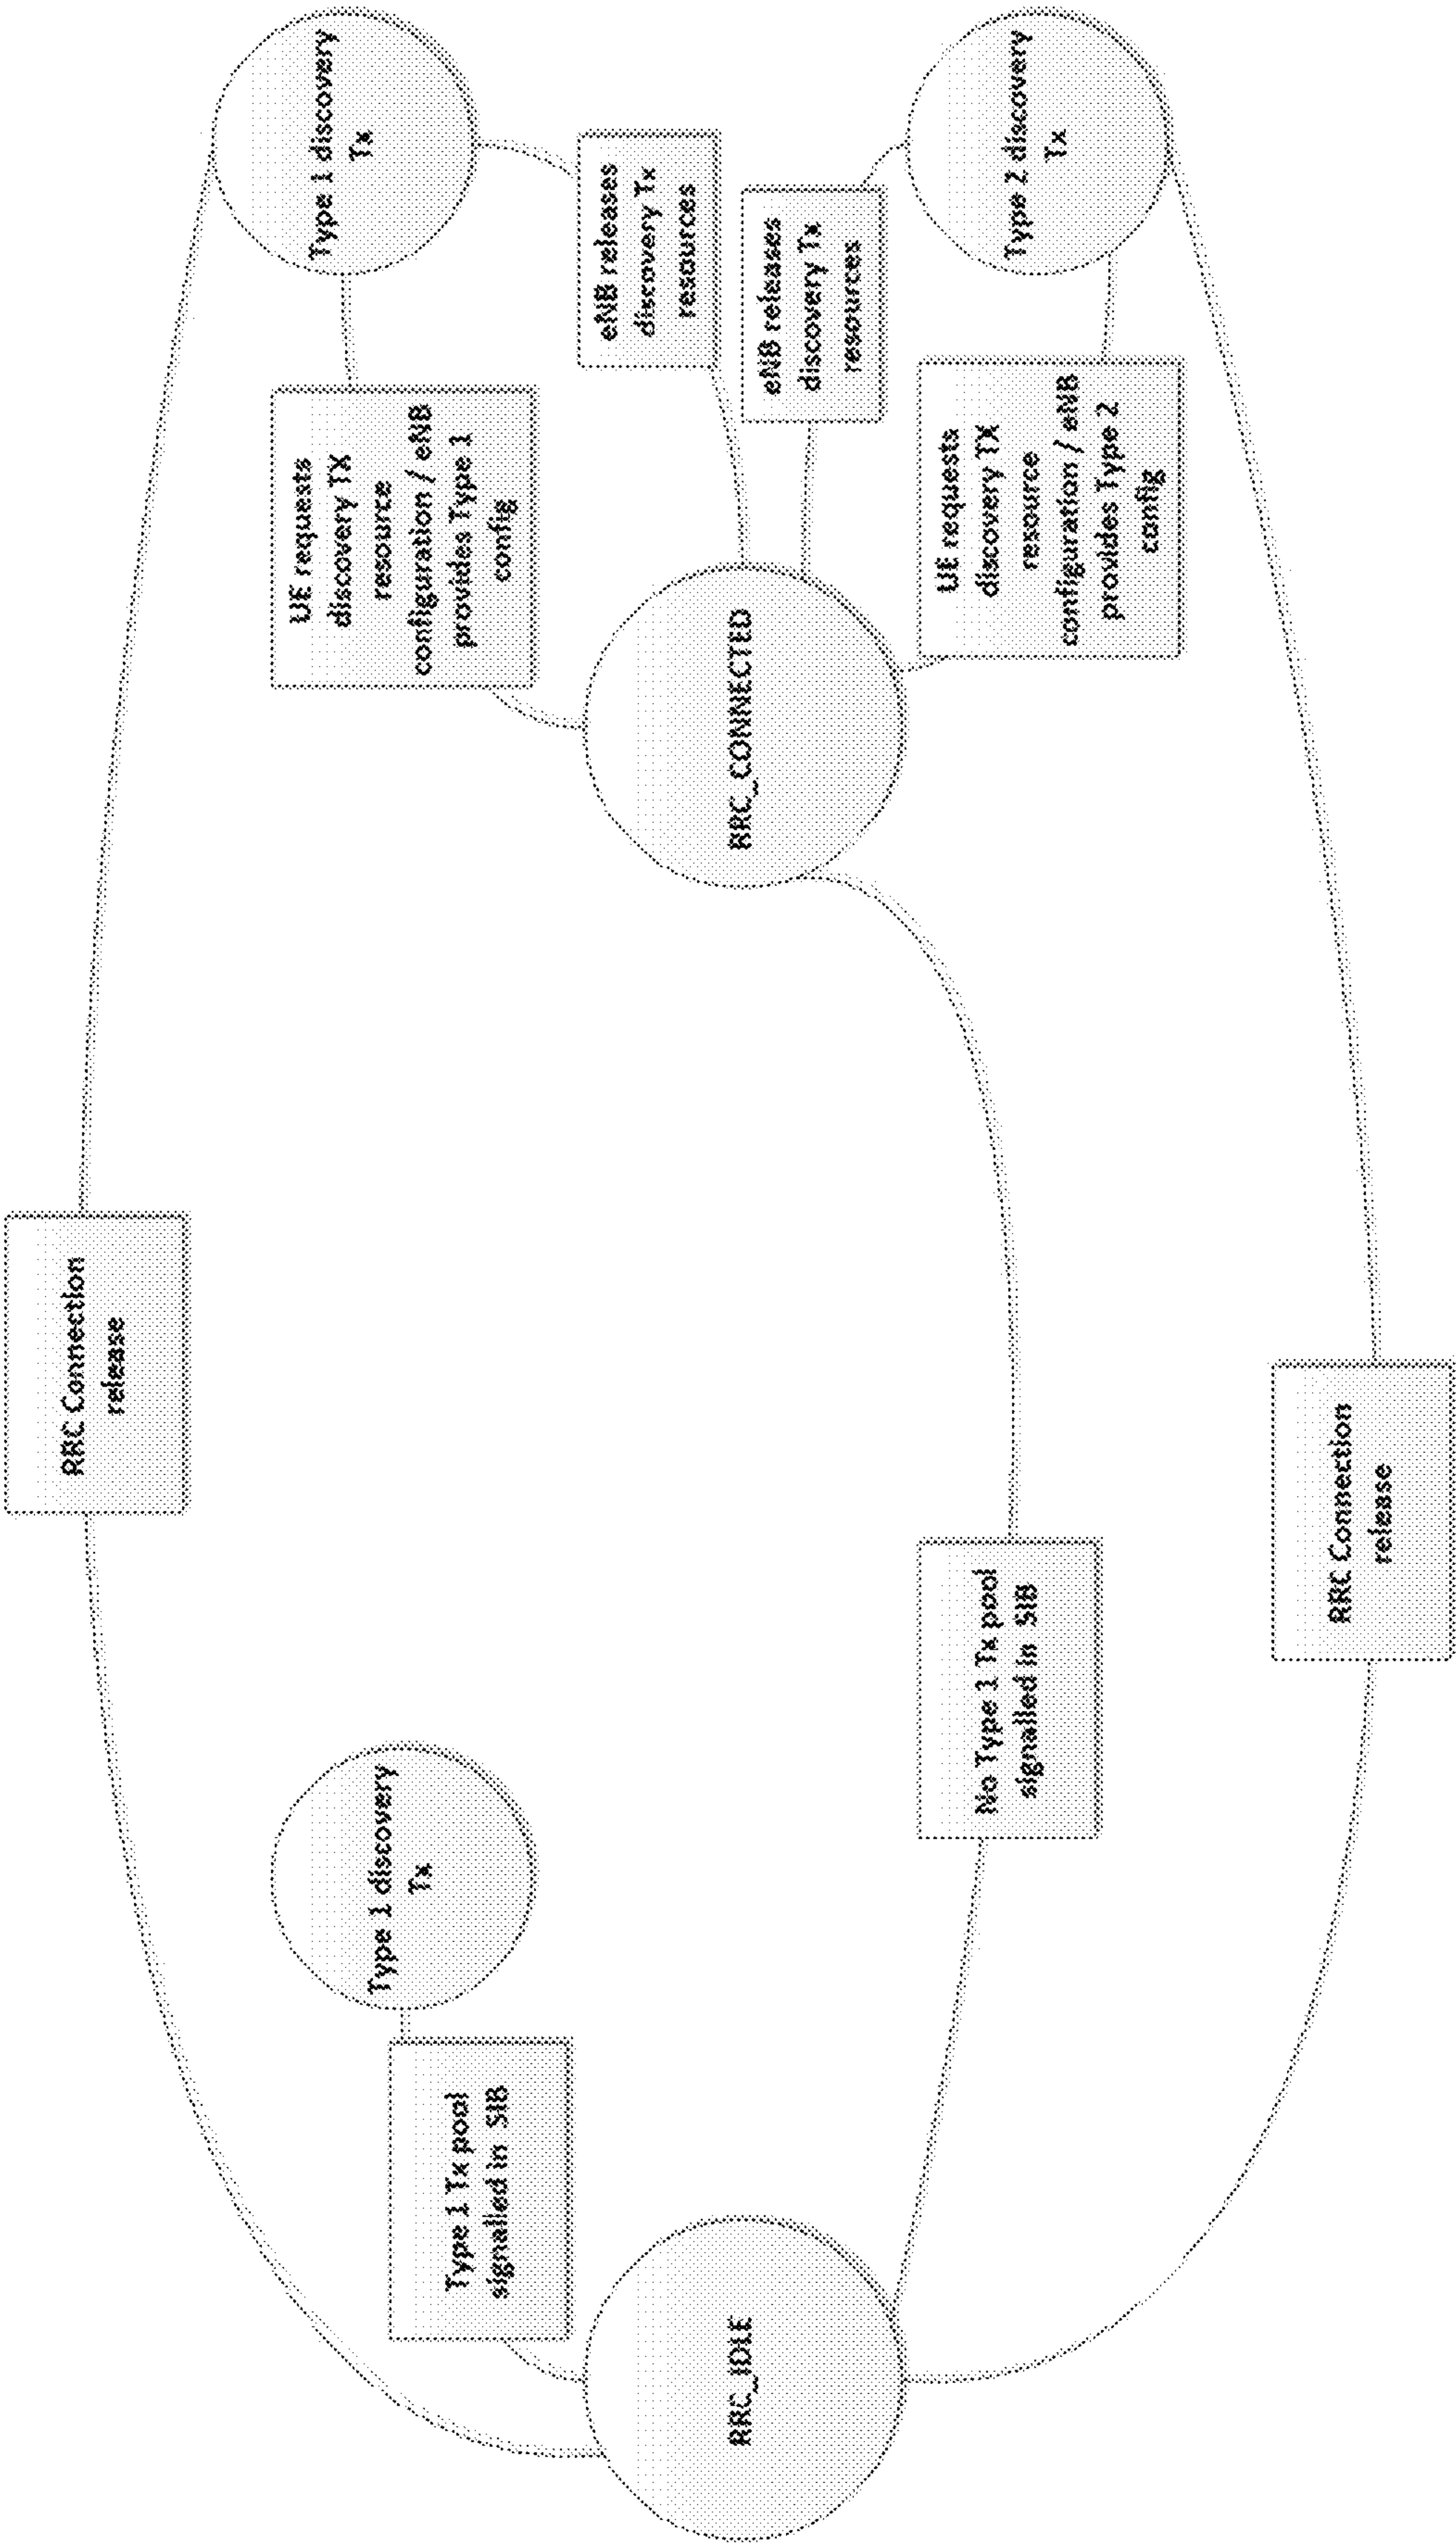 RRC Connection
release
Type 1 discovery
Tx
Type 1 discovery
Tx
UE requests
discovery TX
resource
configuration / eNB
provides Type 1
config
Type 1 Tx pool
signalled in SIB
eNB releases
discovery Tx
resources
RRC_IDLE
RRC_CONNECTED
eNB releases
discovery Tx
resources
No Type 1 Tx pool
signalled in SIB
UE requests
discovery TX
resource
configuration / eNB
provides Type 2
config
Type 2 discovery
Tx
RRC Connection
release